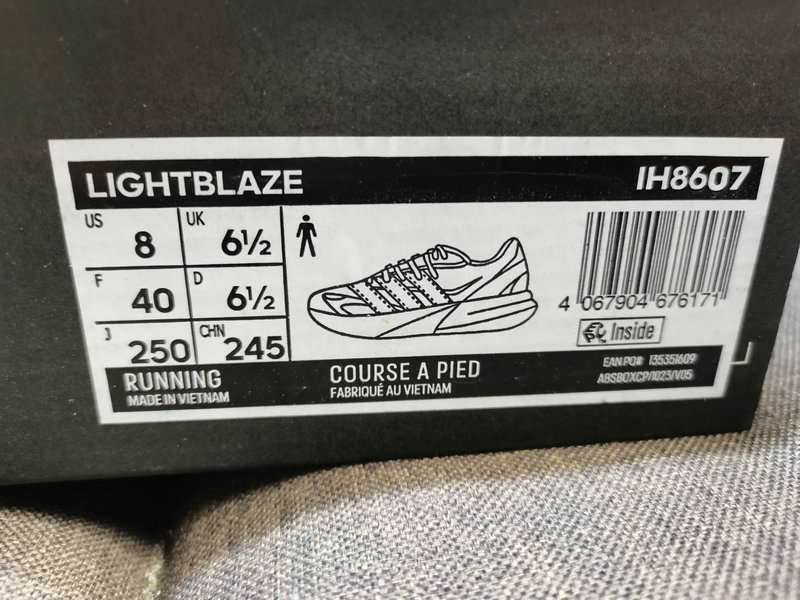 LIGHTBLAZE IH8607
US 8 UK 6½
F 40 D 6½
J 250 CHN 245
4 067904 676171
Inside
RUNNING
MADE IN VIETNAM
COURSE A PIED
FABRIQUÉ AU VIETNAM
EAN PO# 135351609
ABSBOXCP/1023/V05